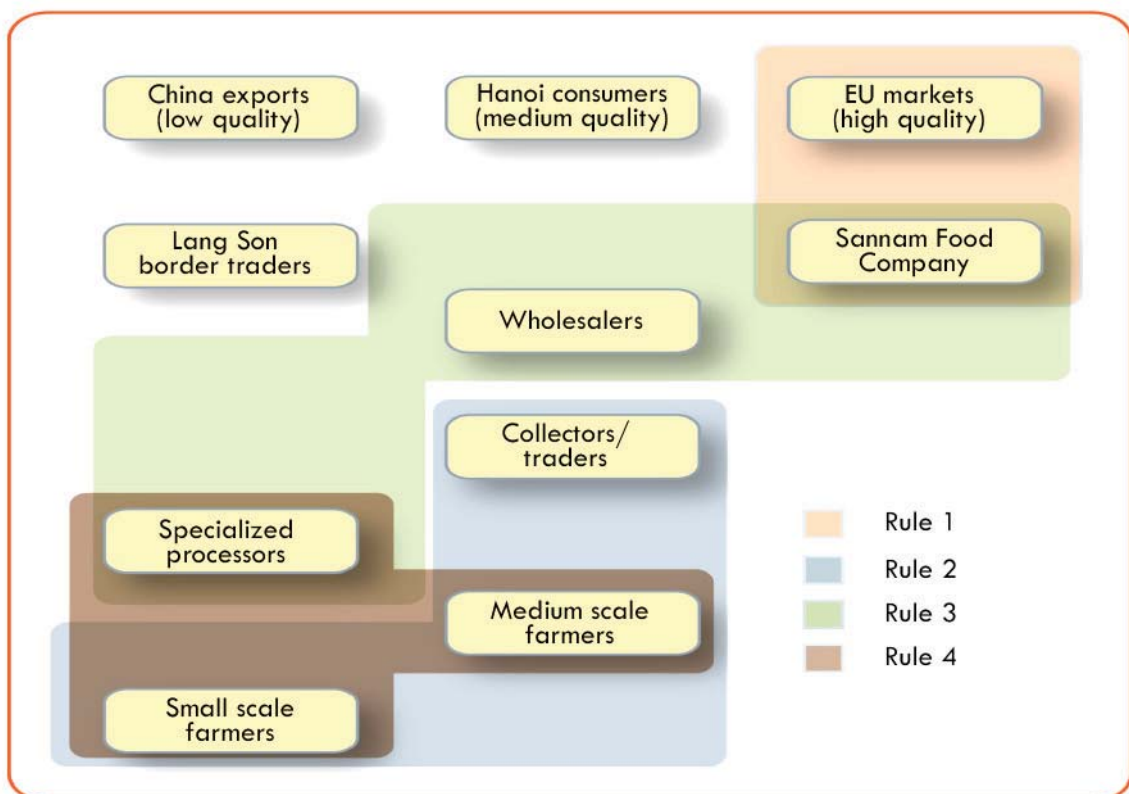 China exports
(low quality)
Hanoi consumers
(medium quality)
EU markets
(high quality)
Lang Son
border traders
Sannam Food
Company
Wholesalers
Collectors/
traders
Specialized
processors
Medium scale
farmers
Small scale
farmers
Rule 1
Rule 2
Rule 3
Rule 4